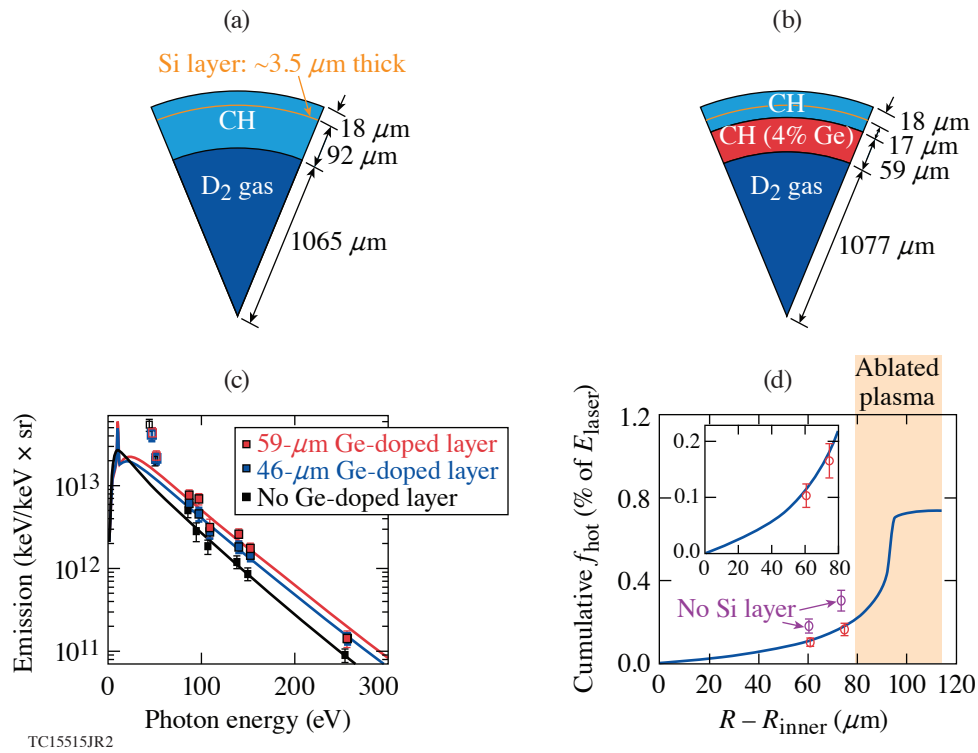 (a)
Si layer: ~3.5 μm thick
CH
18 μm
92 μm
D2 gas
1065 μm
(b)
CH
CH (4% Ge)
18 μm
17 μm
59 μm
D2 gas
1077 μm
(c)
59-μm Ge-doped layer
46-μm Ge-doped layer
No Ge-doped layer
Emission (keV/keV × sr)
10^13
10^12
10^11
0 100 200 300
Photon energy (eV)
(d)
Ablated
plasma
Cumulative f_hot (% of E_laser)
1.2
0.8
0.4
0.0
0.2
0.1
0.0
0 20 40 60 80
No Si layer
0 20 40 60 80 100 120
R – R_inner (μm)
TC15515JR2